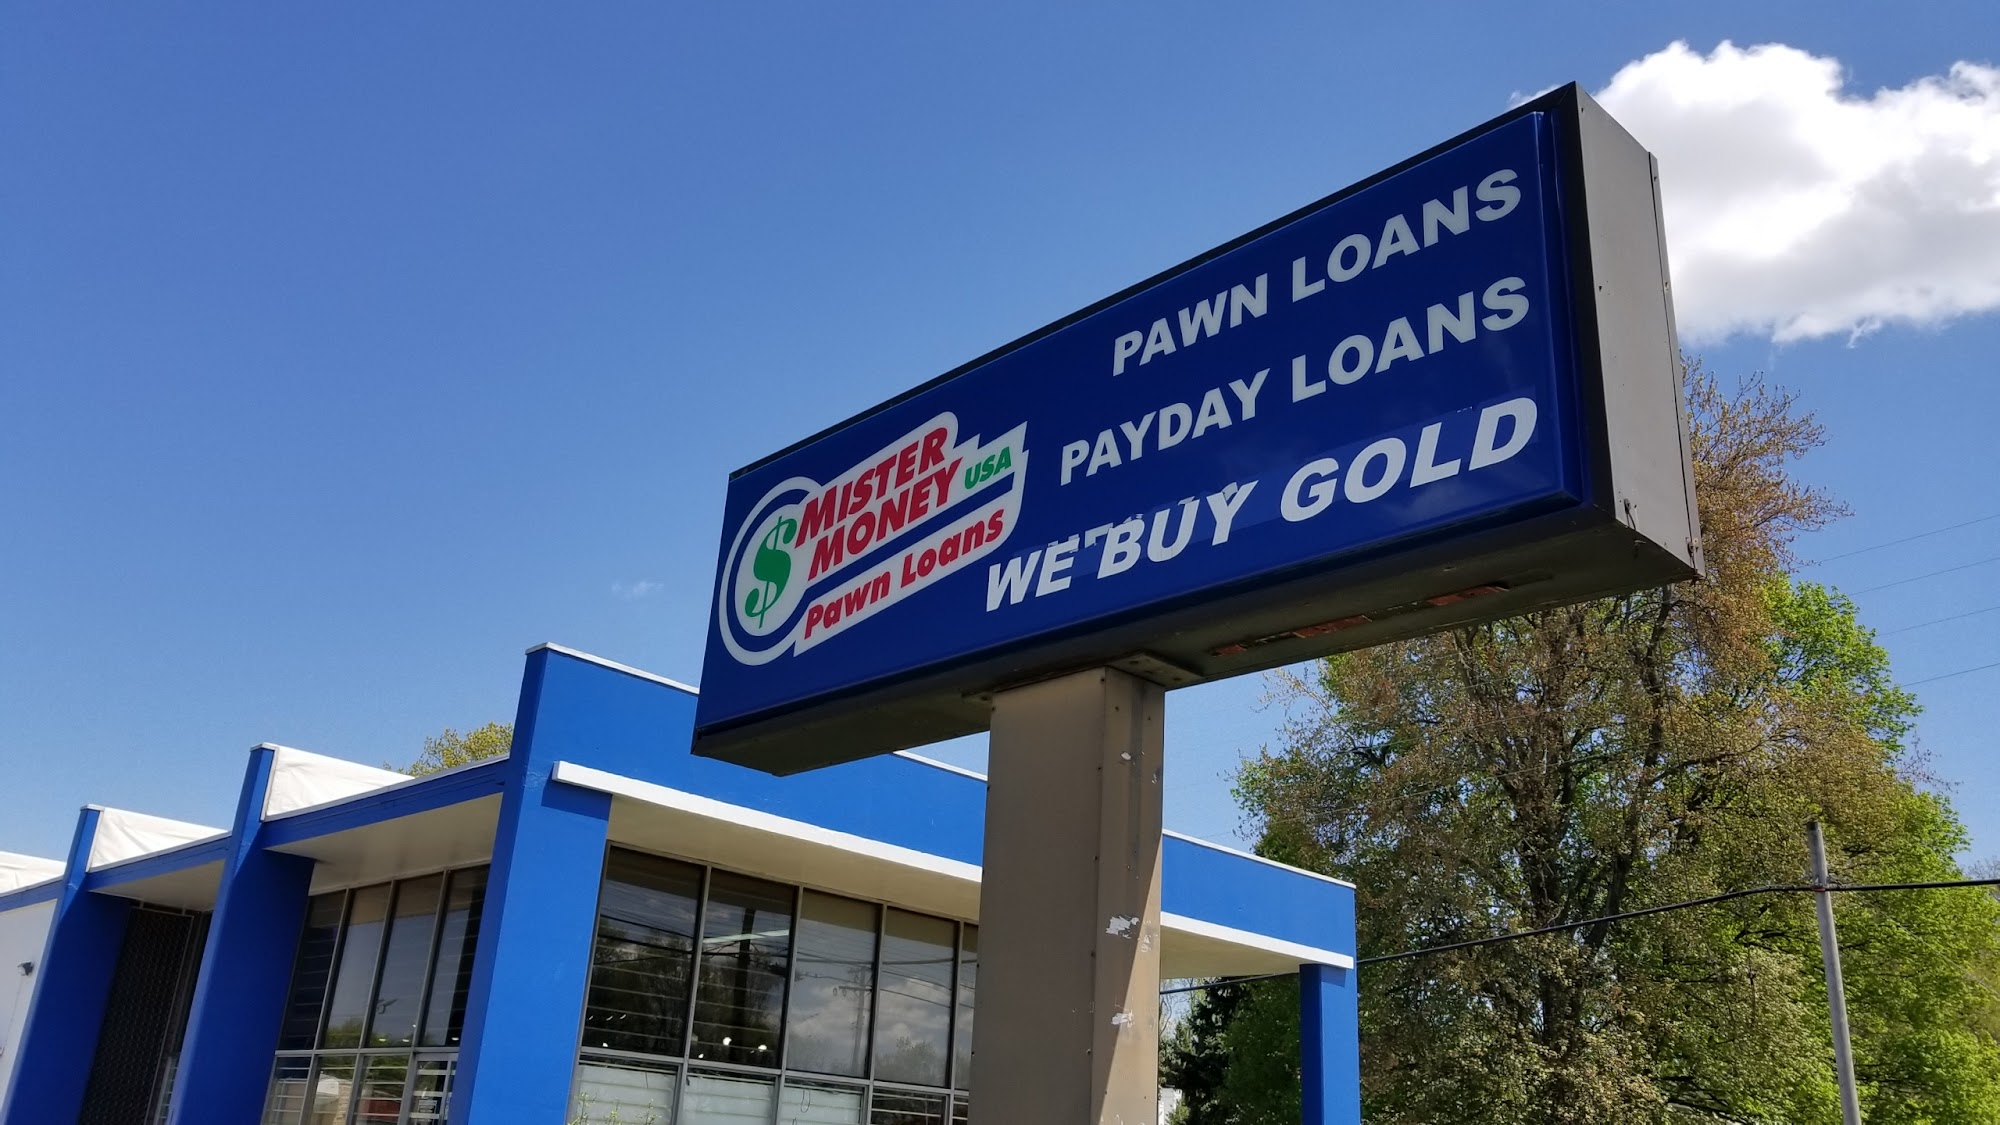 $ MISTER
MONEY USA
Pawn Loans
PAWN LOANS
PAYDAY LOANS
WE BUY GOLD